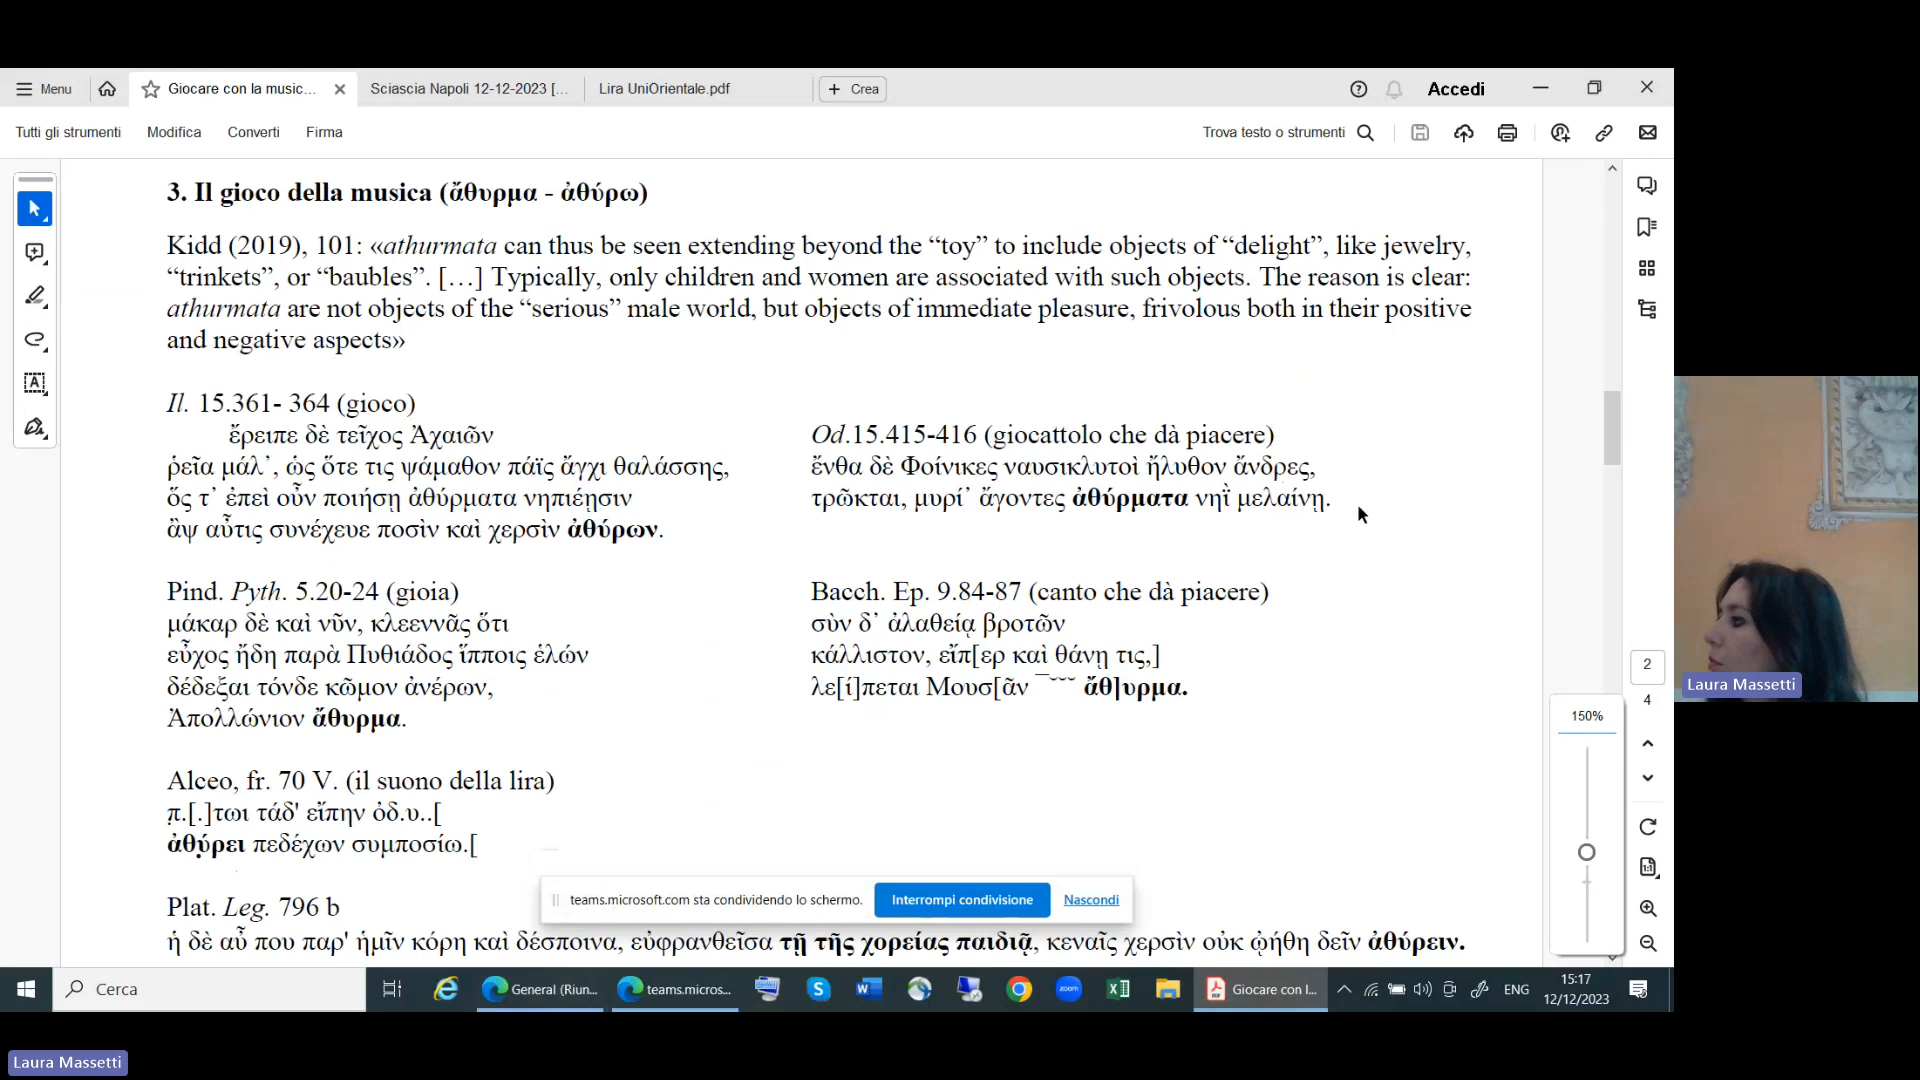 Menu
Giocare con la music...
Sciascia Napoli 12-12-2023 [...
Lira UniOrientale.pdf
Crea
Accedi
Tutti gli strumenti
Modifica
Converti
Firma
Trova testo o strumenti
3. Il gioco della musica (ἄθυρμα - ἀθύρω)
Kidd (2019), 101: «athurmata can thus be seen extending beyond the “toy” to include objects of “delight”, like jewelry,
“trinkets”, or “baubles”. […] Typically, only children and women are associated with such objects. The reason is clear:
athurmata are not objects of the “serious” male world, but objects of immediate pleasure, frivolous both in their positive
and negative aspects»
Il. 15.361- 364 (gioco)
ἔρειπε δὲ τεῖχος Ἀχαιῶν
ῥεῖα μάλ᾽, ὡς ὅτε τις ψάμαθον πάϊς ἄγχι θαλάσσης,
ὅς τ᾽ ἐπεὶ οὖν ποιήσῃ ἀθύρματα νηπιέῃσιν
ἂψ αὖτις συνέχευε ποσὶν καὶ χερσὶν ἀθύρων.
Od.15.415-416 (giocattolo che dà piacere)
ἔνθα δὲ Φοίνικες ναυσικλυτοὶ ἤλυθον ἄνδρες,
τρῶκται, μυρί᾽ ἄγοντες ἀθύρματα νηῒ μελαίνῃ.
Pind. Pyth. 5.20-24 (gioia)
μάκαρ δὲ καὶ νῦν, κλεεννᾶς ὅτι
εὖχος ἤδη παρὰ Πυθιάδος ἵπποις ἑλών
δέδεξαι τόνδε κῶμον ἀνέρων,
Ἀπολλώνιον ἄθυρμα.
Bacch. Ep. 9.84-87 (canto che dà piacere)
σὺν δ᾽ ἀλαθείᾳ βροτῶν
κάλλιστον, εἴπ[ερ καὶ θάνῃ τις,]
λε[ί]πεται Μουσ[ᾶν ¯˘˘˘ ἄθ]υρμα.
Alceo, fr. 70 V. (il suono della lira)
π.[.]τωι τάδ' εἴπην ὀδ.υ..[
ἀθύρει πεδέχων συμποσίω.[
Plat. Leg. 796 b
ἡ δὲ αὖ που παρ' ἡμῖν κόρη καὶ δέσποινα, εὐφρανθεῖσα τῇ τῆς χορείας παιδιᾷ, κεναῖς χερσὶν οὐκ ᾠήθη δεῖν ἀθύρειν.
2
4
150%
Laura Massetti
teams.microsoft.com sta condividendo lo schermo.
Interrompi condivisione
Nascondi
Cerca
General (Riun...
teams.micros...
zoom
Giocare con l...
ENG
15:17
12/12/2023
Laura Massetti